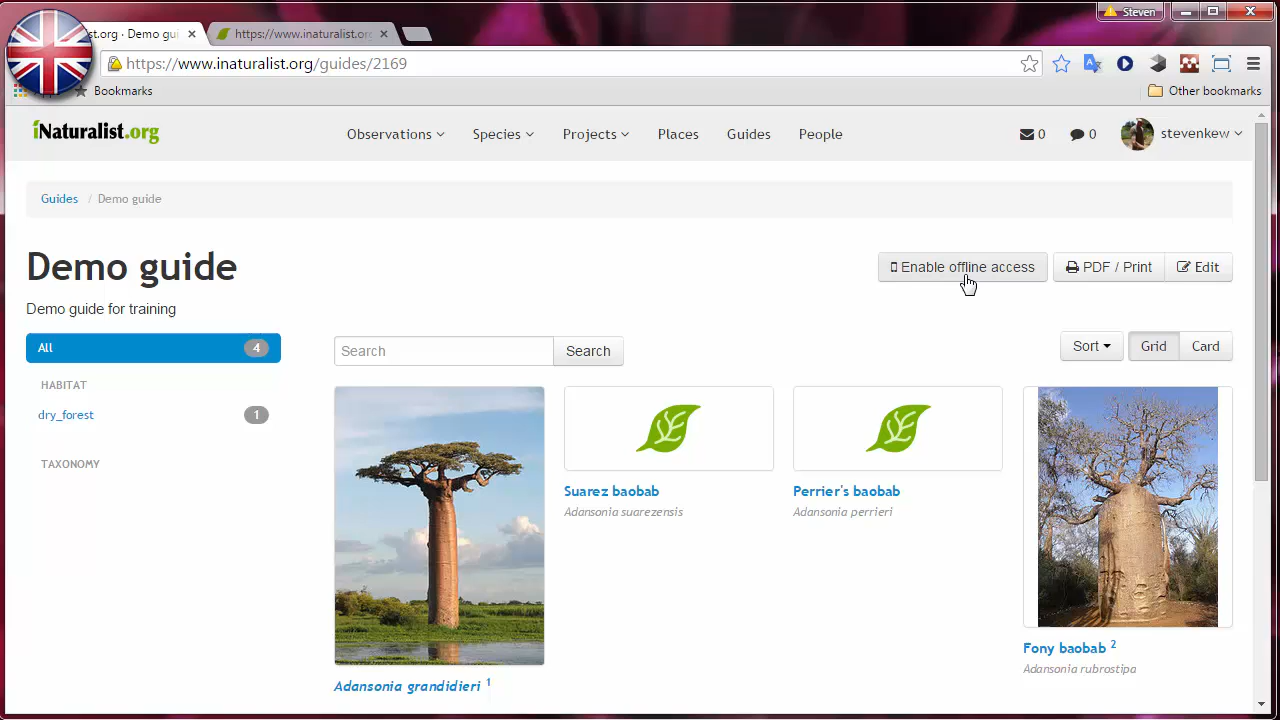 Steven
st.org · Demo gui
https://www.inaturalist.org
https://www.inaturalist.org/guides/2169
Bookmarks
Other bookmarks
iNaturalist.org
Observations
Species
Projects
Places
Guides
People
0
0
stevenkew
Guides / Demo guide
Demo guide
Enable offline access
PDF / Print
Edit
Demo guide for training
All 4
Search
Search
Sort
Grid
Card
HABITAT
dry_forest 1
TAXONOMY
Suarez baobab
Adansonia suarezensis
Perrier's baobab
Adansonia perrieri
Fony baobab 2
Adansonia rubrostipa
Adansonia grandidieri 1